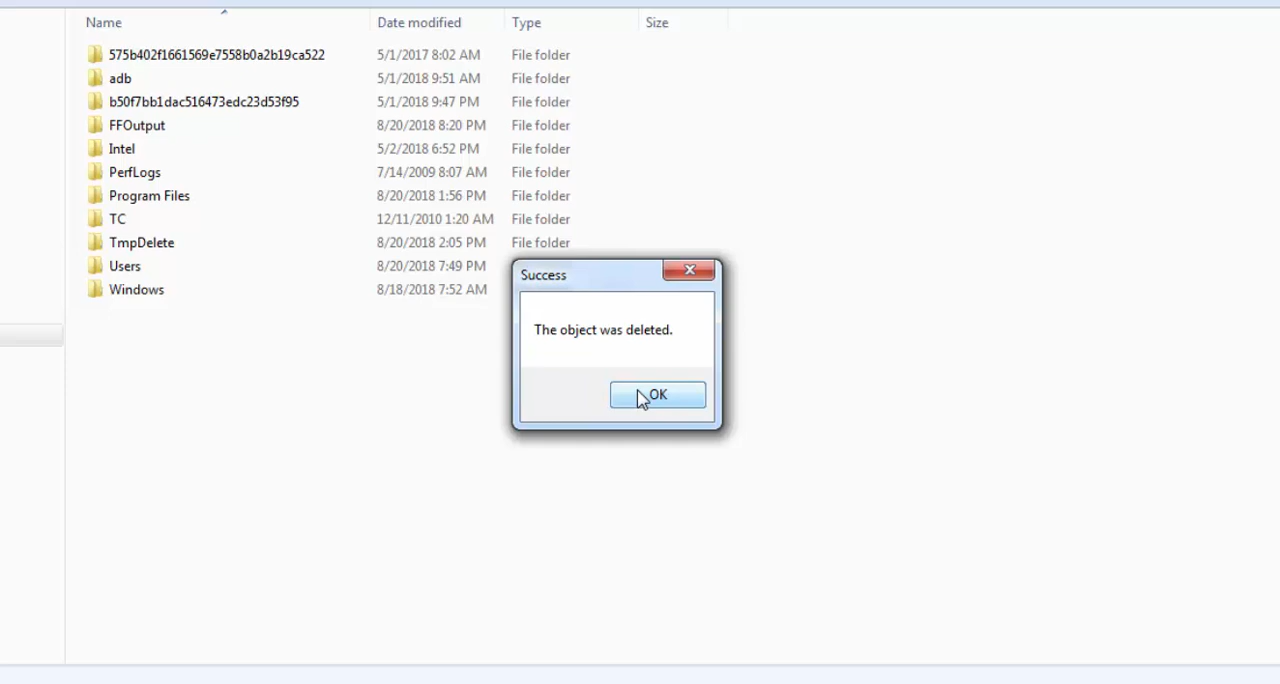 Name Date modified Type Size
575b402f1661569e7558b0a2b19ca522 5/1/2017 8:02 AM File folder
adb 5/1/2018 9:51 AM File folder
b50f7bb1dac516473edc23d53f95 5/1/2018 9:47 PM File folder
FFOutput 8/20/2018 8:20 PM File folder
Intel 5/2/2018 6:52 PM File folder
PerfLogs 7/14/2009 8:07 AM File folder
Program Files 8/20/2018 1:56 PM File folder
TC 12/11/2010 1:20 AM File folder
TmpDelete 8/20/2018 2:05 PM File folder
Users 8/20/2018 7:49 PM
Windows 8/18/2018 7:52 AM
Success
The object was deleted.
OK